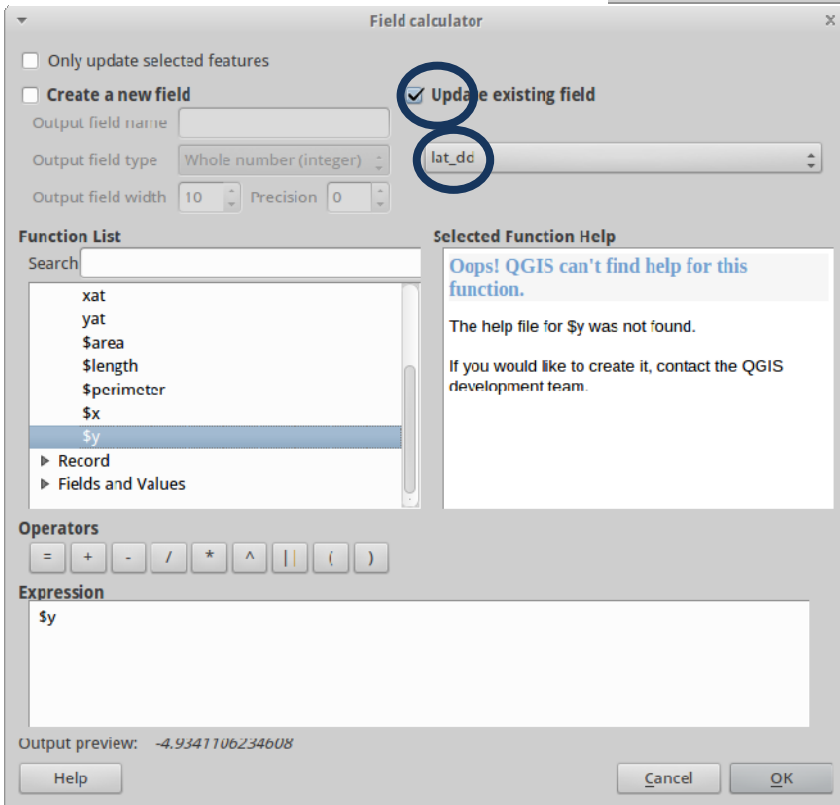 Field calculator
Only update selected features
Create a new field
Update existing field
Output field name
Output field type Whole number (integer)
lat_dd
Output field width 10 Precision 0
Function List
Selected Function Help
Search
Oops! QGIS can't find help for this
function.
xat
yat
The help file for $y was not found.
$area
$length
If you would like to create it, contact the QGIS
development team.
$perimeter
$x
$y
Record
Fields and Values
Operators
= + - / * ^ || ( )
Expression
$y
Output preview: -4.9341106234608
Help Cancel OK